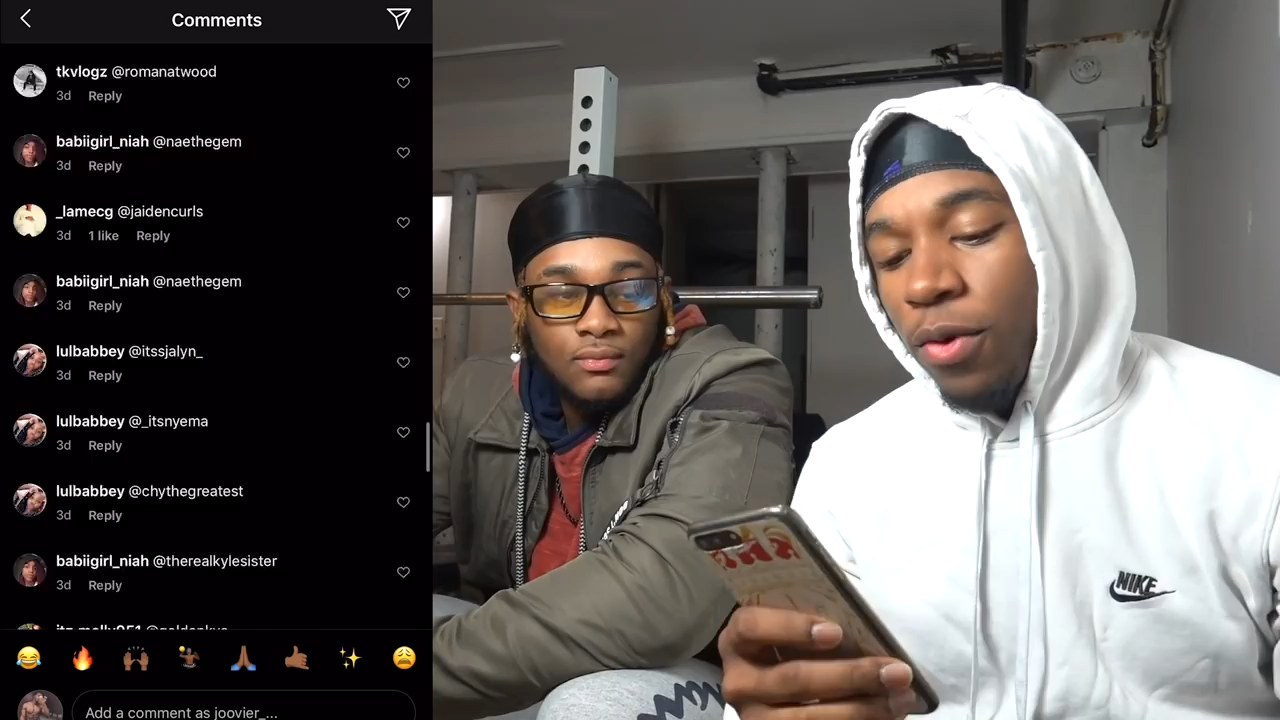 Comments
tkvlogz @romanatwood
3d Reply
babiigirl_niah @naethegem
3d Reply
_lamecg @jaidencurls
3d 1 like Reply
babiigirl_niah @naethegem
3d Reply
lulbabbey @itssjalyn_
3d Reply
lulbabbey @_itsnyema
3d Reply
lulbabbey @chythegreatest
3d Reply
babiigirl_niah @therealkylesister
3d Reply
Add a comment as joovier_...
NIKE